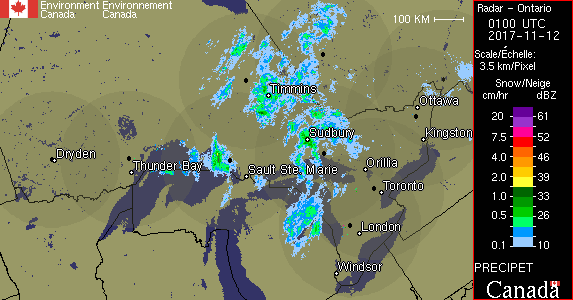 Environment Environnement
Canada Canada
100 KM
Timmins
Ottawa
Sudbury
Kingston
Dryden
Thunder Bay
Sault Ste. Marie
Orillia
Toronto
London
Windsor
Radar - Ontario
0100 UTC
2017-11-12
Scale/Échelle:
3.5 km/Pixel
Snow/Neige
cm/hr dBZ
20 61
7.5 52
4.0 46
2.0 39
1.0 33
0.5 26
0.1 10
PRECIPET
Canada